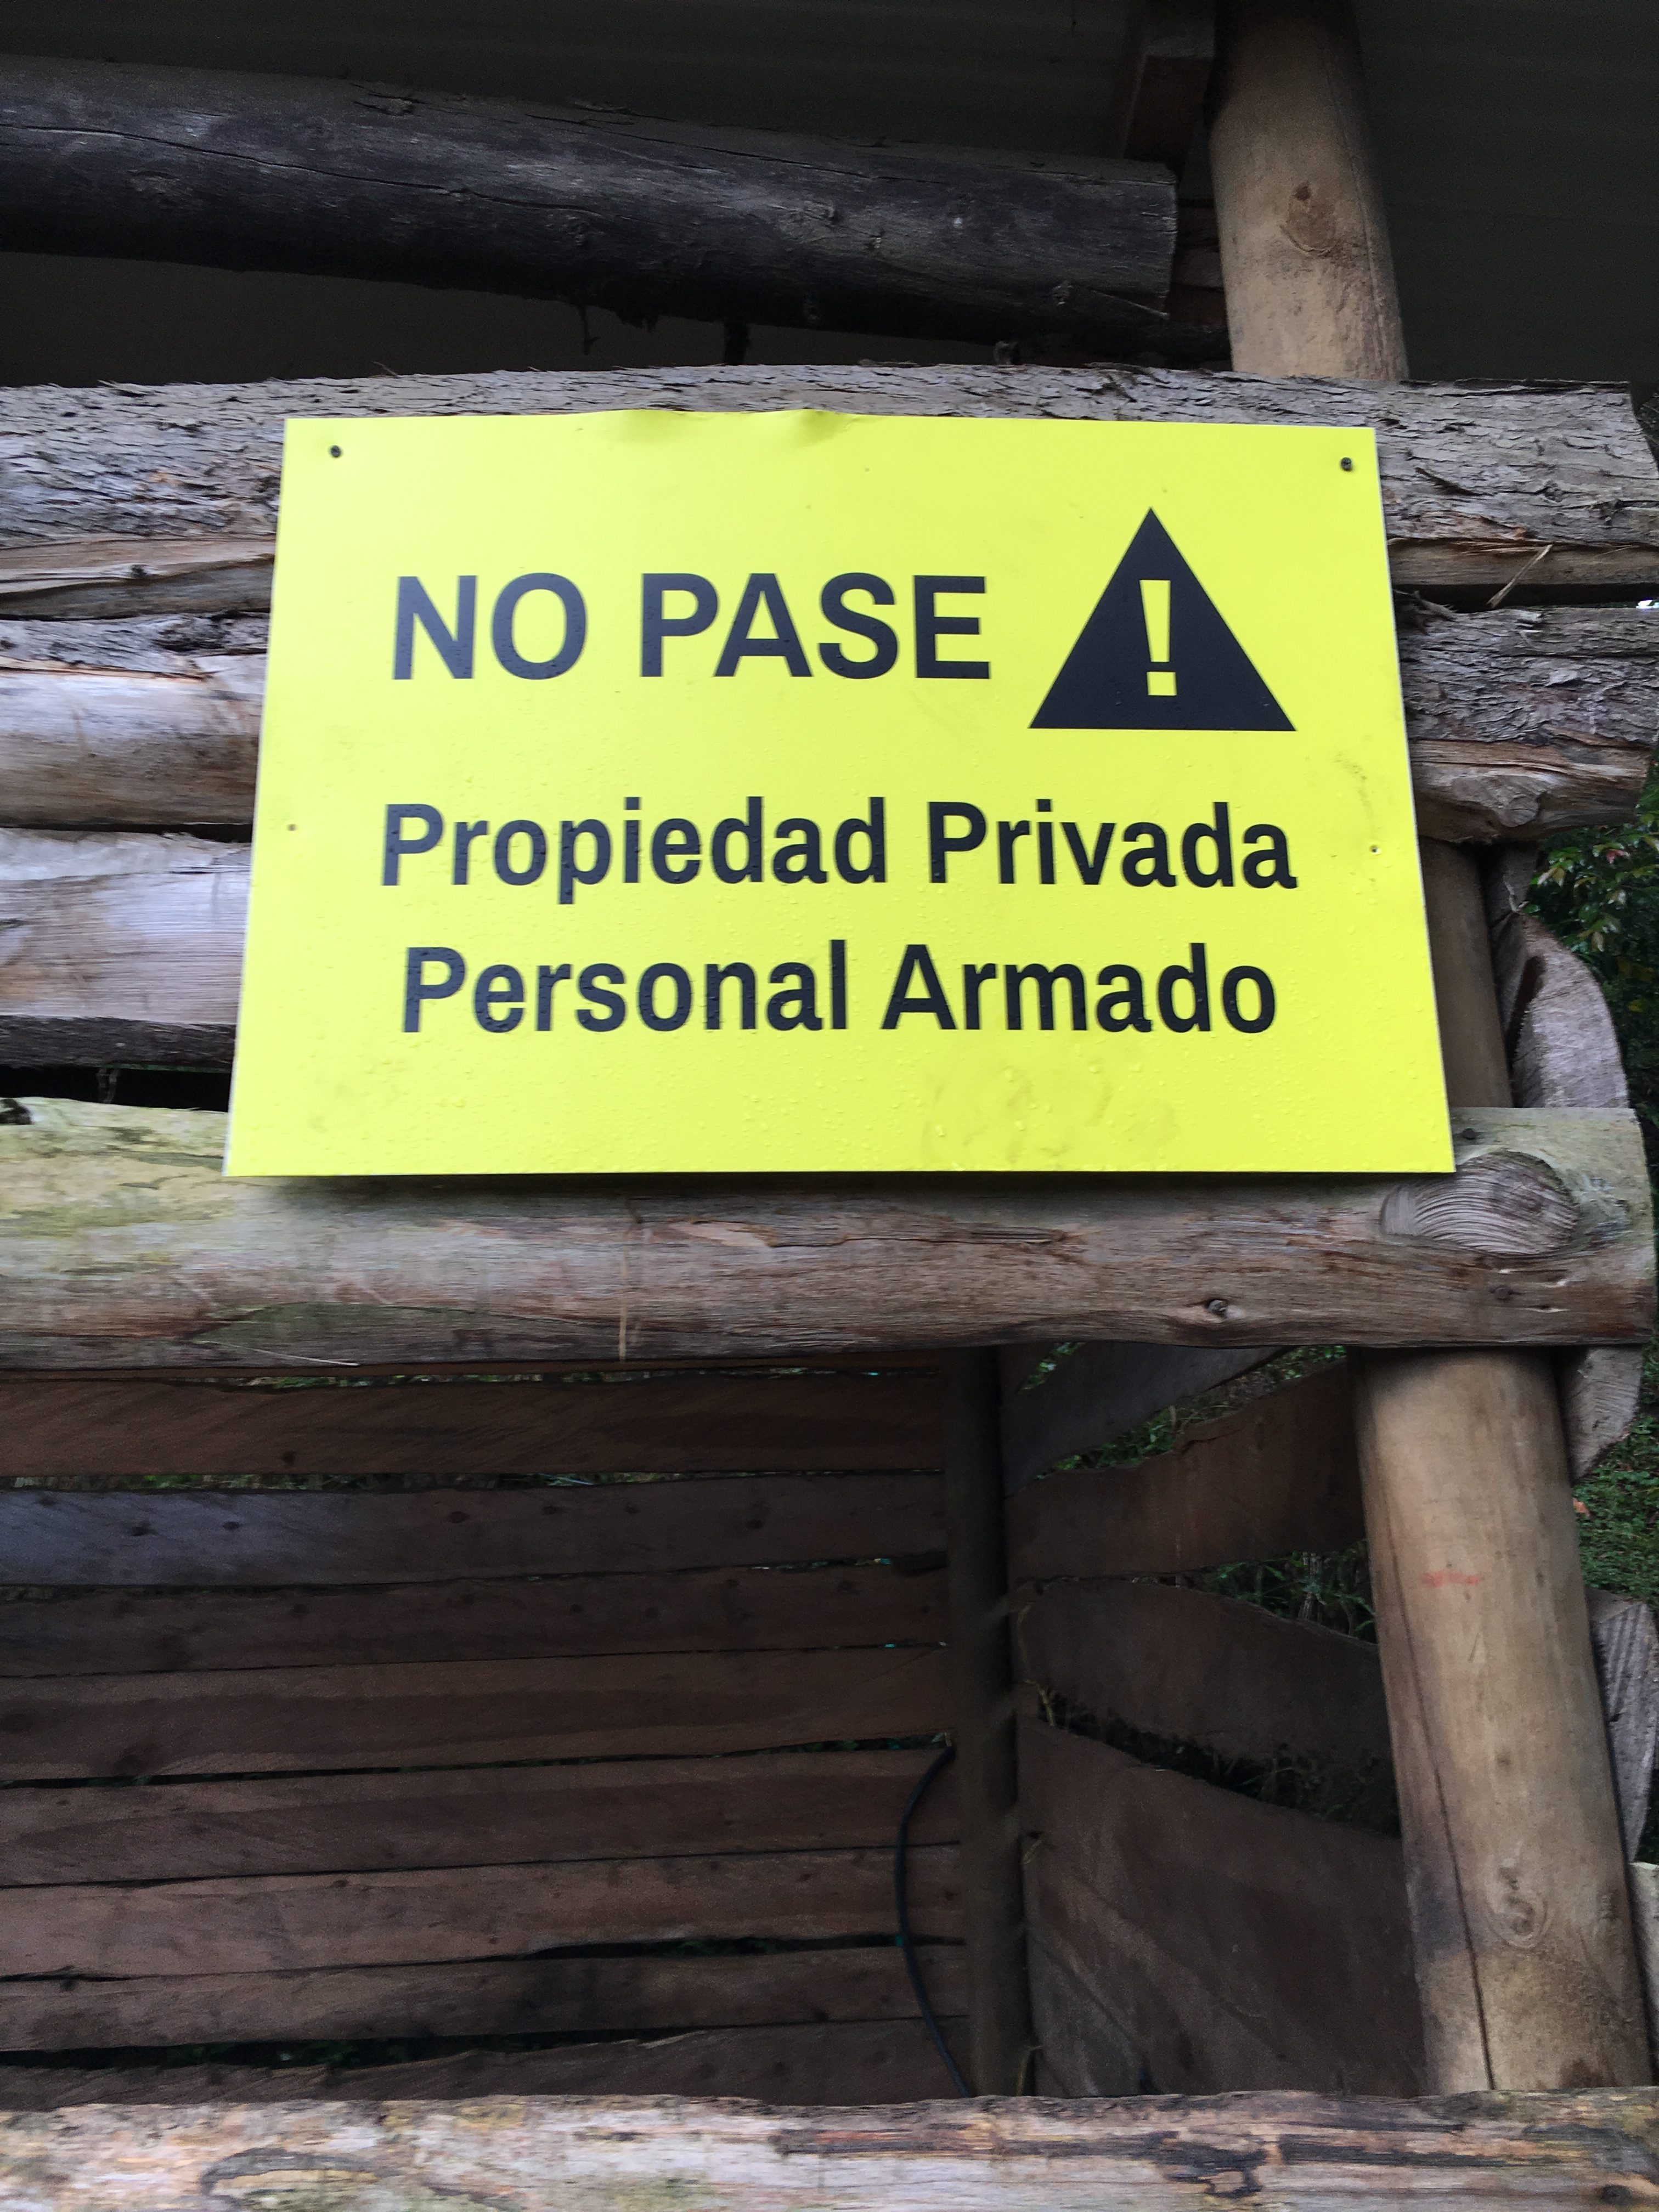 NO PASE
Propiedad Privada
Personal Armado